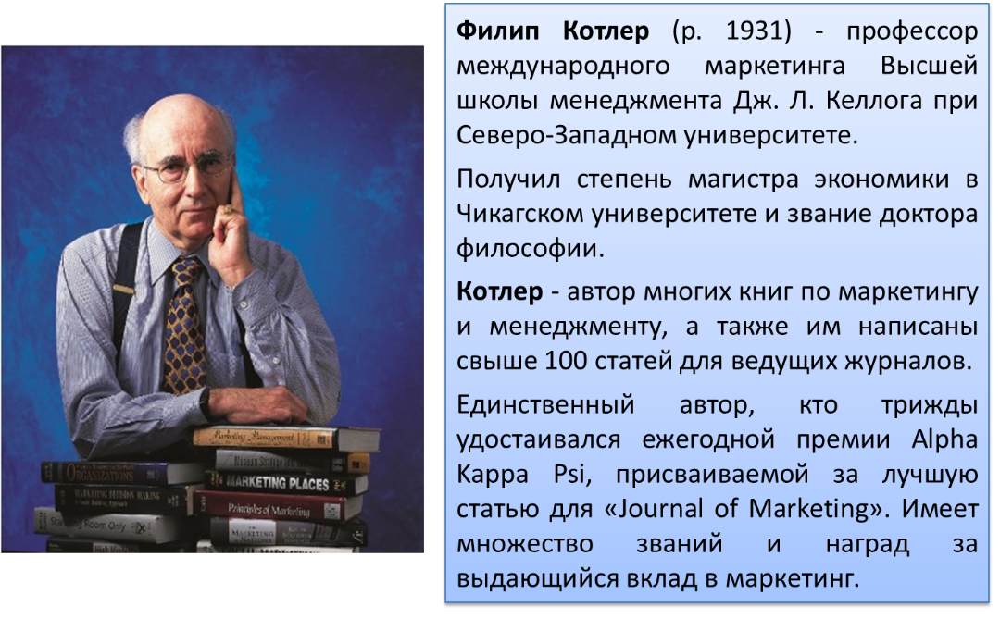 Филип Котлер (р. 1931) - профессор
международного маркетинга Высшей
школы менеджмента Дж. Л. Келлога при
Северо-Западном университете.
Получил степень магистра экономики в
Чикагском университете и звание доктора
философии.
Котлер - автор многих книг по маркетингу
и менеджменту, а также им написаны
свыше 100 статей для ведущих журналов.
Единственный автор, кто трижды
удостаивался ежегодной премии Alpha
Kappa Psi, присваиваемой за лучшую
статью для «Journal of Marketing». Имеет
множество званий и наград за
выдающийся вклад в маркетинг.
Marketing Management
ORGANIZATIONS
MARKETING PLACES
MARKETING DECISION MAKING
Principles of Marketing
Standing Room Only
THE MARKETING